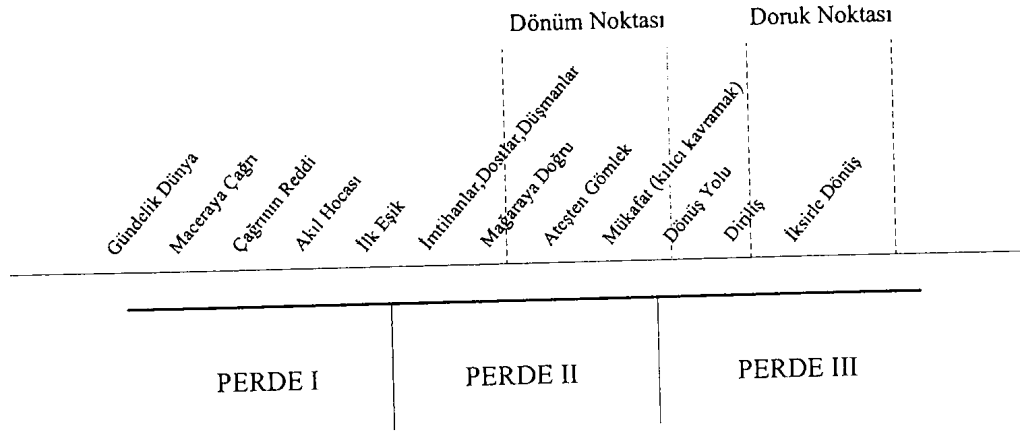 Dönüm Noktası
Doruk Noktası
Gündelik Dünya
Maceraya Çağrı
Çağrının Reddi
Akıl Hocası
İlk Eşik
İmtihanlar,Dostlar,Düşmanlar
Mağaraya Doğru
Ateşten Gömlek
Mükafat (kılıcı kavramak)
Dönüş Yolu
Diriliş
İksirle Dönüş
PERDE I
PERDE II
PERDE III